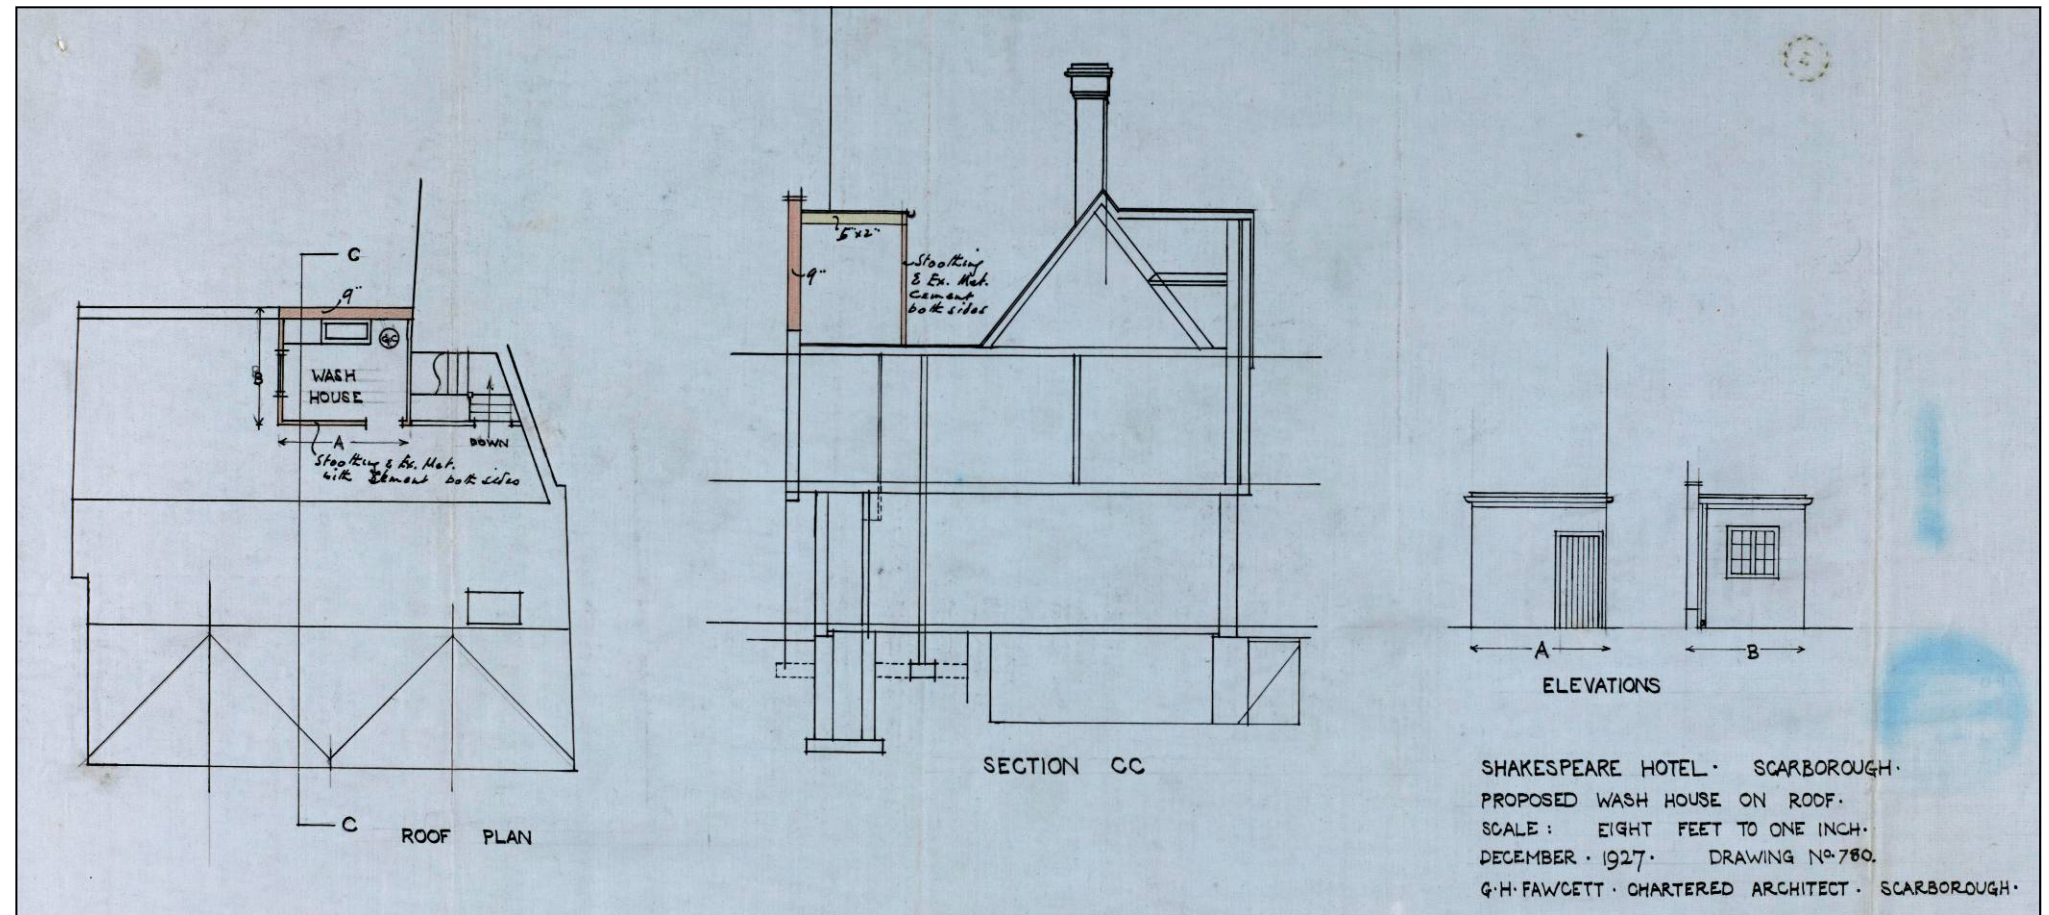 C
9"
WASH
HOUSE
B
A
DOWN
Stoothing & Ex. Met.
with Cement both sides
C
ROOF PLAN
5"x2"
9"
Stoothing
& Ex. Met.
Cement
both sides
SECTION CC
A
B
ELEVATIONS
SHAKESPEARE HOTEL. SCARBOROUGH.
PROPOSED WASH HOUSE ON ROOF.
SCALE: EIGHT FEET TO ONE INCH.
DECEMBER. 1927. DRAWING No. 780.
G.H. FAWCETT. CHARTERED ARCHITECT. SCARBOROUGH.